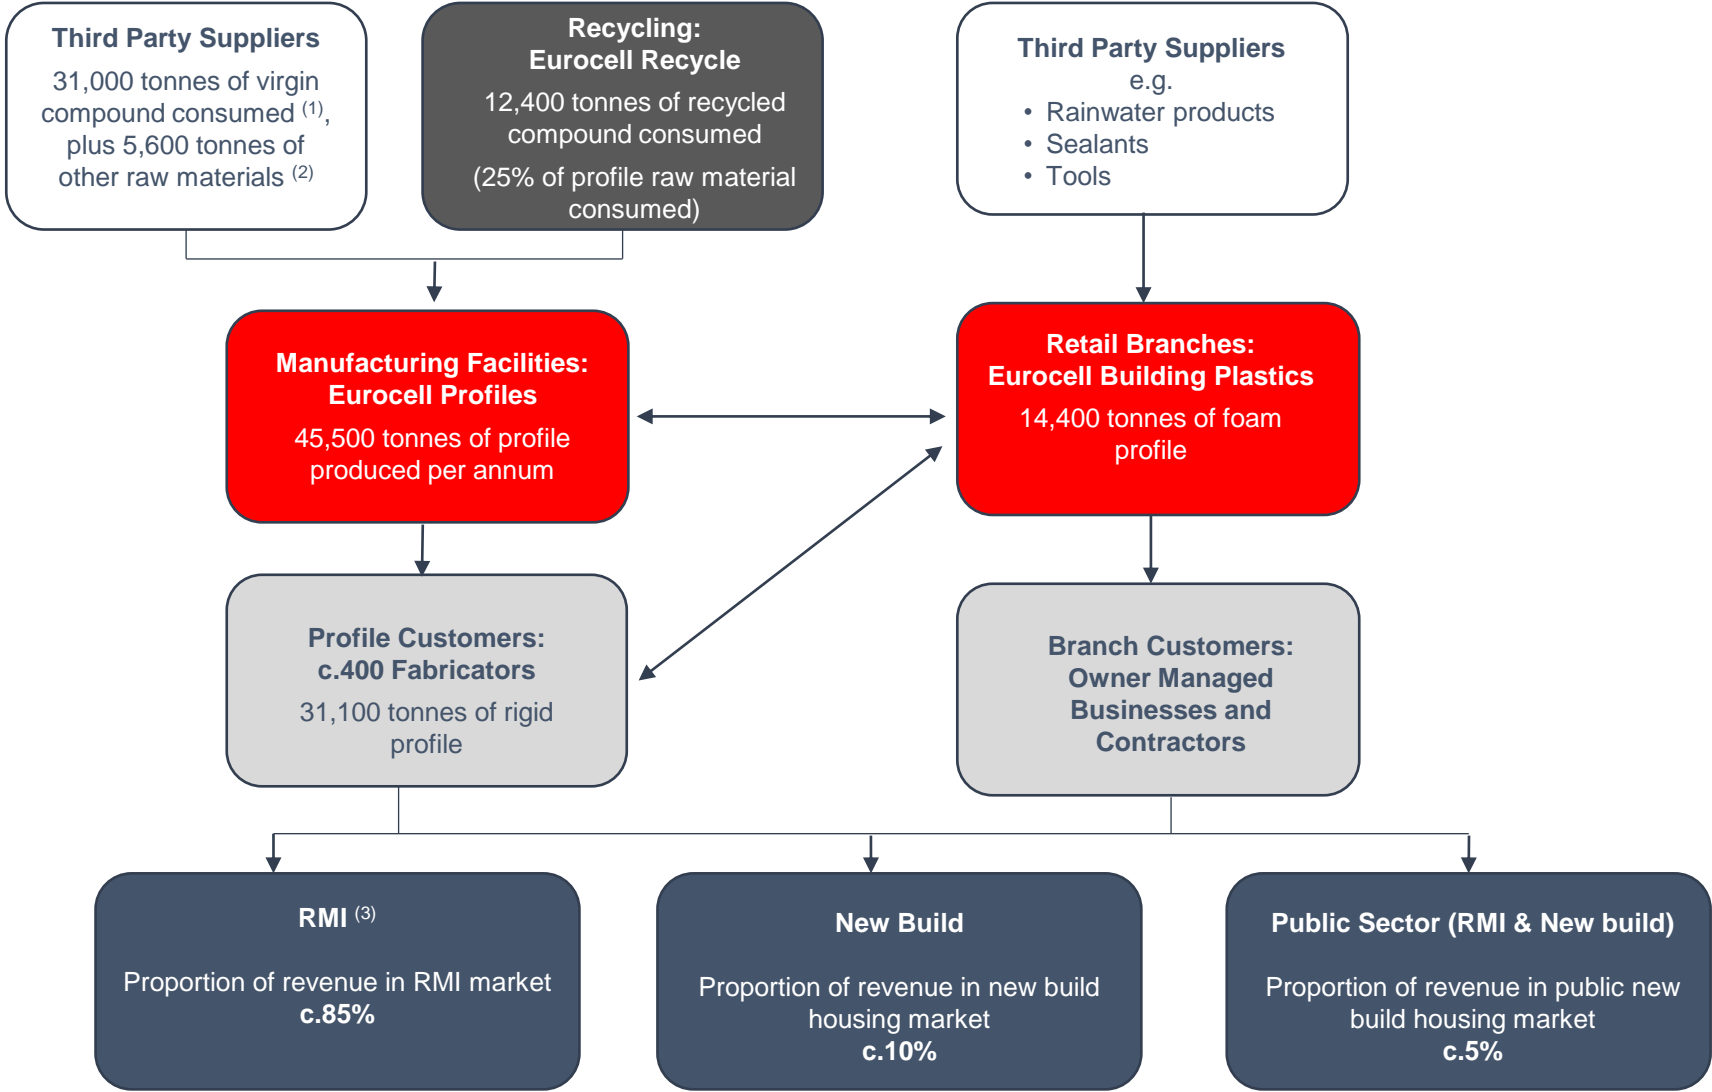 Third Party Suppliers
31,000 tonnes of virgin
compound consumed (1),
plus 5,600 tonnes of
other raw materials (2)
Recycling:
Eurocell Recycle
12,400 tonnes of recycled
compound consumed
(25% of profile raw material
consumed)
Third Party Suppliers
e.g.
• Rainwater products
• Sealants
• Tools
Manufacturing Facilities:
Eurocell Profiles
45,500 tonnes of profile
produced per annum
Retail Branches:
Eurocell Building Plastics
14,400 tonnes of foam
profile
Profile Customers:
c.400 Fabricators
31,100 tonnes of rigid
profile
Branch Customers:
Owner Managed
Businesses and
Contractors
RMI (3)
Proportion of revenue in RMI market
c.85%
New Build
Proportion of revenue in new build
housing market
c.10%
Public Sector (RMI & New build)
Proportion of revenue in public new
build housing market
c.5%